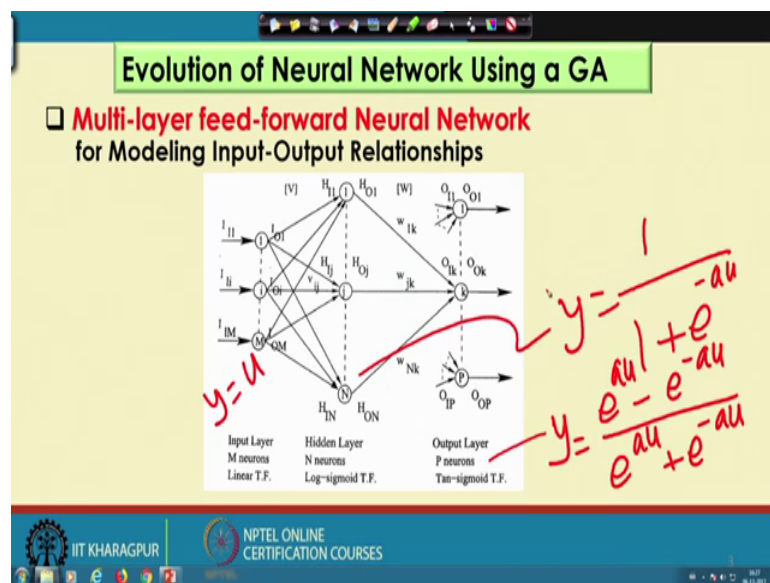 Evolution of Neural Network Using a GA
❑ Multi-layer feed-forward Neural Network
for Modeling Input-Output Relationships
[V] H_I1 1 H_O1 [W] O_I1 O_O1
I_I1 1 I_O1 w_1k 1
H_Ij H_Oj O_Ik O_Ok
I_Ii i v_ij j w_jk k
I_IM M
w_Nk P
N O_IP O_OP
H_IN H_ON
Input Layer Hidden Layer Output Layer
M neurons N neurons P neurons
Linear T.F. Log-sigmoid T.F. Tan-sigmoid T.F.
y = u
y = 1 / (1 + e^-au)
y = (e^au - e^-au) / (e^au + e^-au)
IIT KHARAGPUR
NPTEL ONLINE
CERTIFICATION COURSES
3